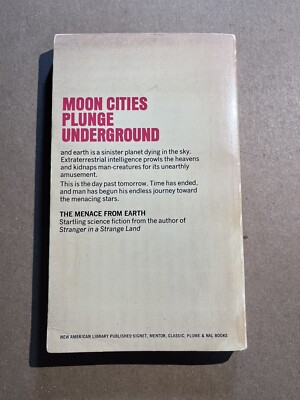 MOON CITIES
PLUNGE
UNDERGROUND
and earth is a sinister planet dying in the sky.
Extraterrestrial intelligence prowls the heavens
and kidnaps man-creatures for its unearthly
amusement.
This is the day past tomorrow. Time has ended,
and man has begun his endless journey toward
the menacing stars.
THE MENACE FROM EARTH
Startling science fiction from the author of
Stranger in a Strange Land
NEW AMERICAN LIBRARY PUBLISHES SIGNET, MENTOR, CLASSIC, PLUME & NAL BOOKS